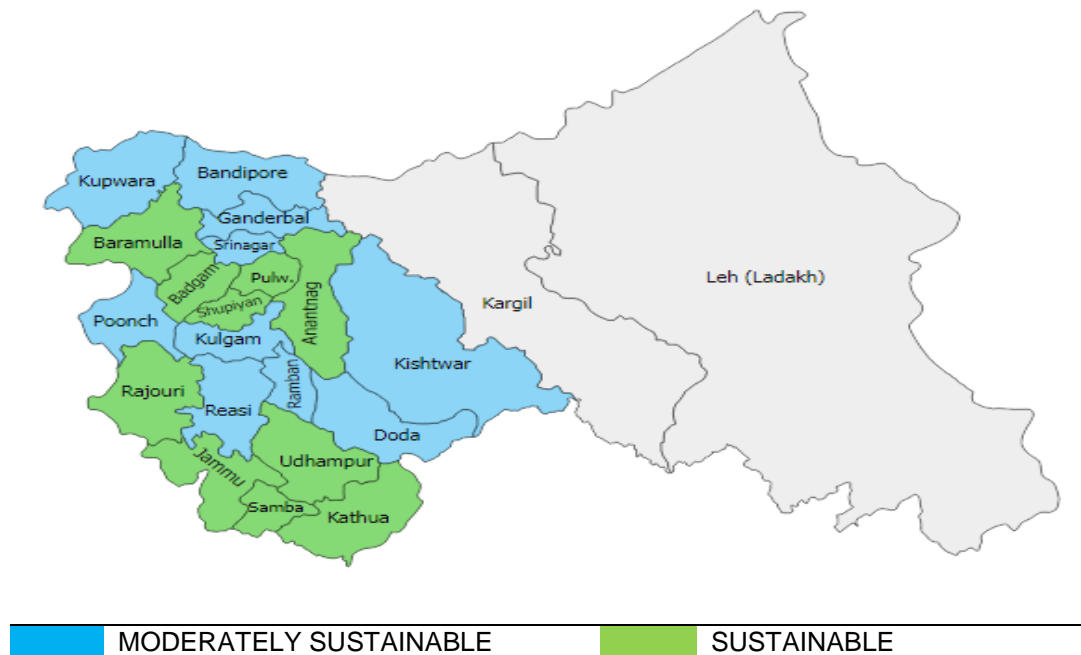 Kupwara
Bandipore
Ganderbal
Baramulla
Srinagar
Badgam
Pulw.
Leh (Ladakh)
Shupiyan
Kargil
Anantnag
Poonch
Kulgam
Kishtwar
Ramban
Rajouri
Reasi
Doda
Jammu
Udhampur
Samba
Kathua
MODERATELY SUSTAINABLE
SUSTAINABLE